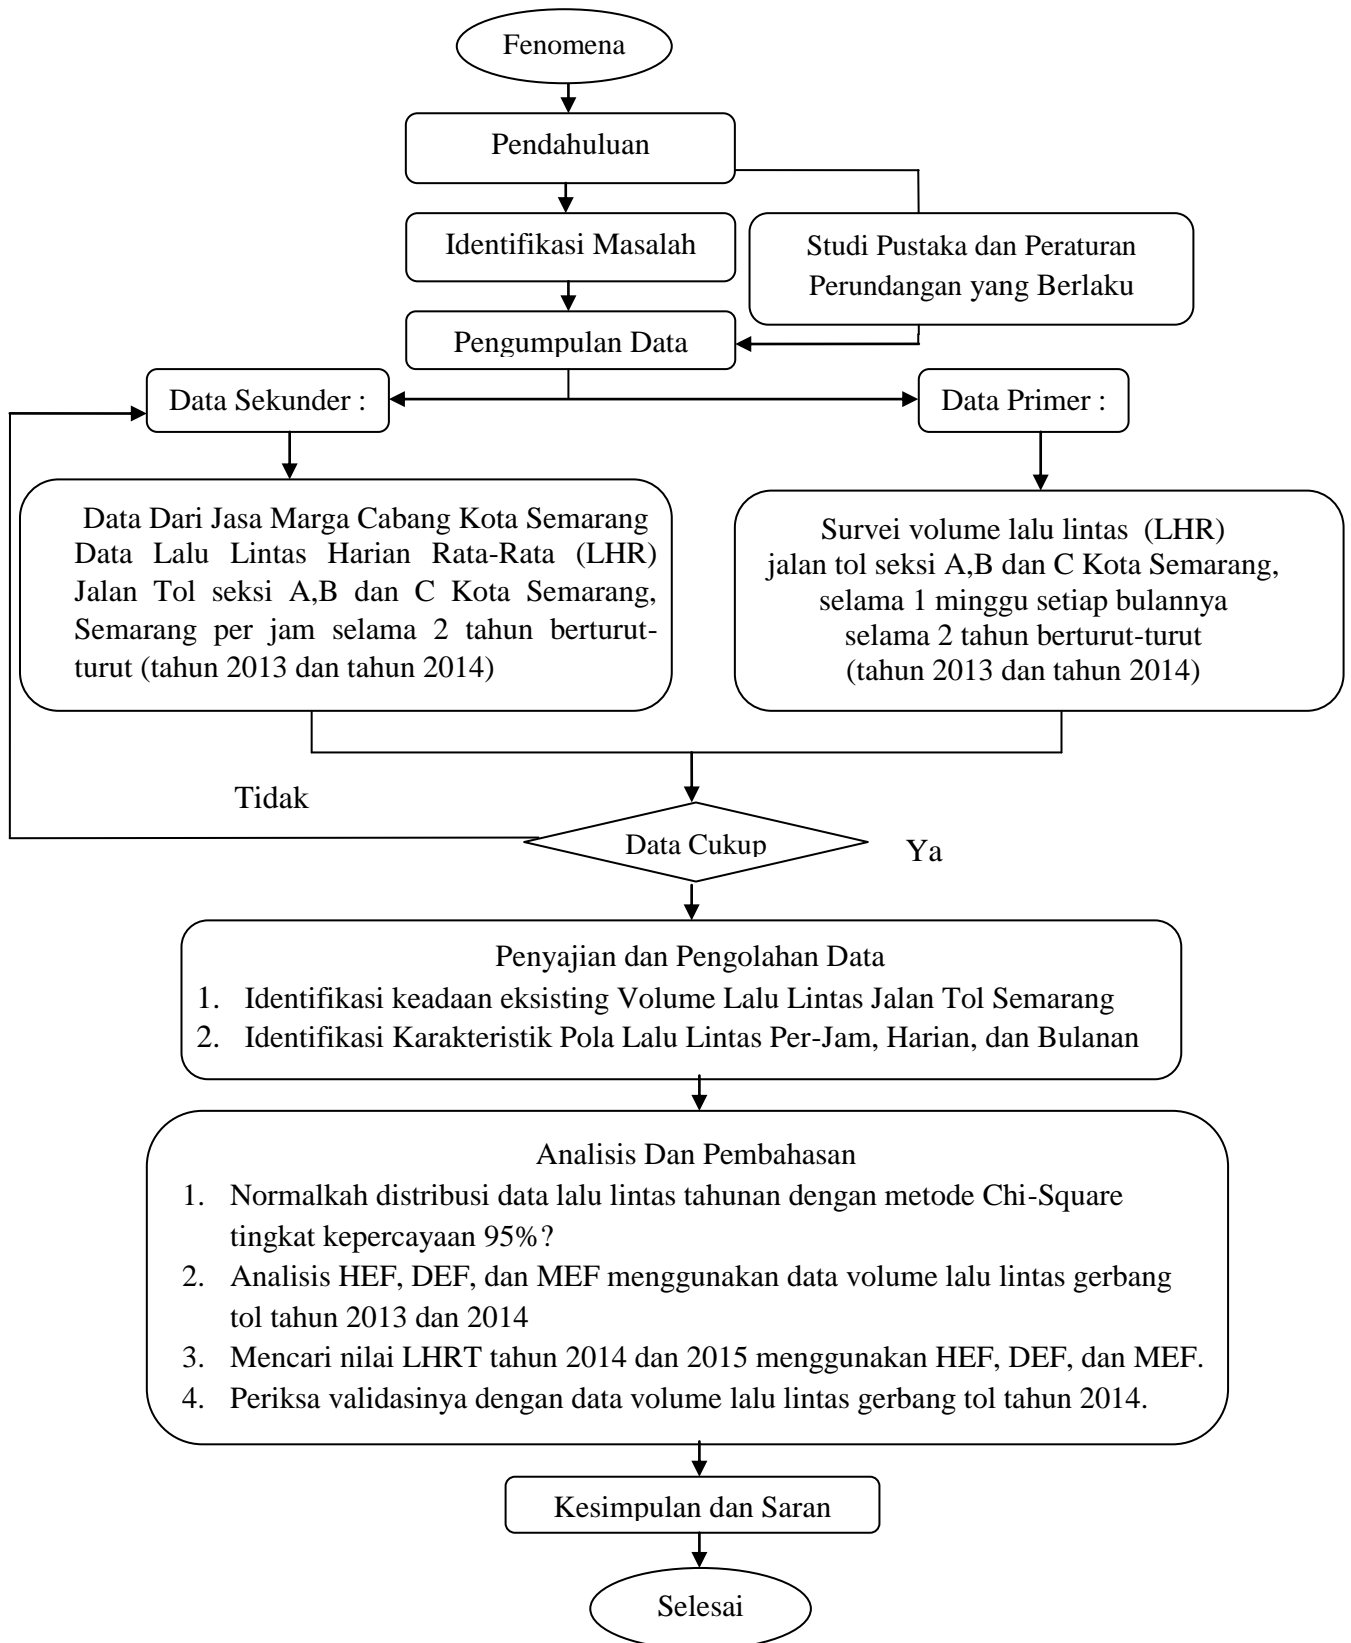 Fenomena
Pendahuluan
Identifikasi Masalah
Studi Pustaka dan Peraturan
Perundangan yang Berlaku
Pengumpulan Data
Data Sekunder :
Data Primer :
Data Dari Jasa Marga Cabang Kota Semarang
Data Lalu Lintas Harian Rata-Rata (LHR)
Jalan Tol seksi A,B dan C Kota Semarang,
Semarang per jam selama 2 tahun berturut-
turut (tahun 2013 dan tahun 2014)
Survei volume lalu lintas (LHR)
jalan tol seksi A,B dan C Kota Semarang,
selama 1 minggu setiap bulannya
selama 2 tahun berturut-turut
(tahun 2013 dan tahun 2014)
Tidak
Data Cukup
Ya
Penyajian dan Pengolahan Data
1. Identifikasi keadaan eksisting Volume Lalu Lintas Jalan Tol Semarang
2. Identifikasi Karakteristik Pola Lalu Lintas Per-Jam, Harian, dan Bulanan
Analisis Dan Pembahasan
1. Normalkah distribusi data lalu lintas tahunan dengan metode Chi-Square
tingkat kepercayaan 95%?
2. Analisis HEF, DEF, dan MEF menggunakan data volume lalu lintas gerbang
tol tahun 2013 dan 2014
3. Mencari nilai LHRT tahun 2014 dan 2015 menggunakan HEF, DEF, dan MEF.
4. Periksa validasinya dengan data volume lalu lintas gerbang tol tahun 2014.
Kesimpulan dan Saran
Selesai